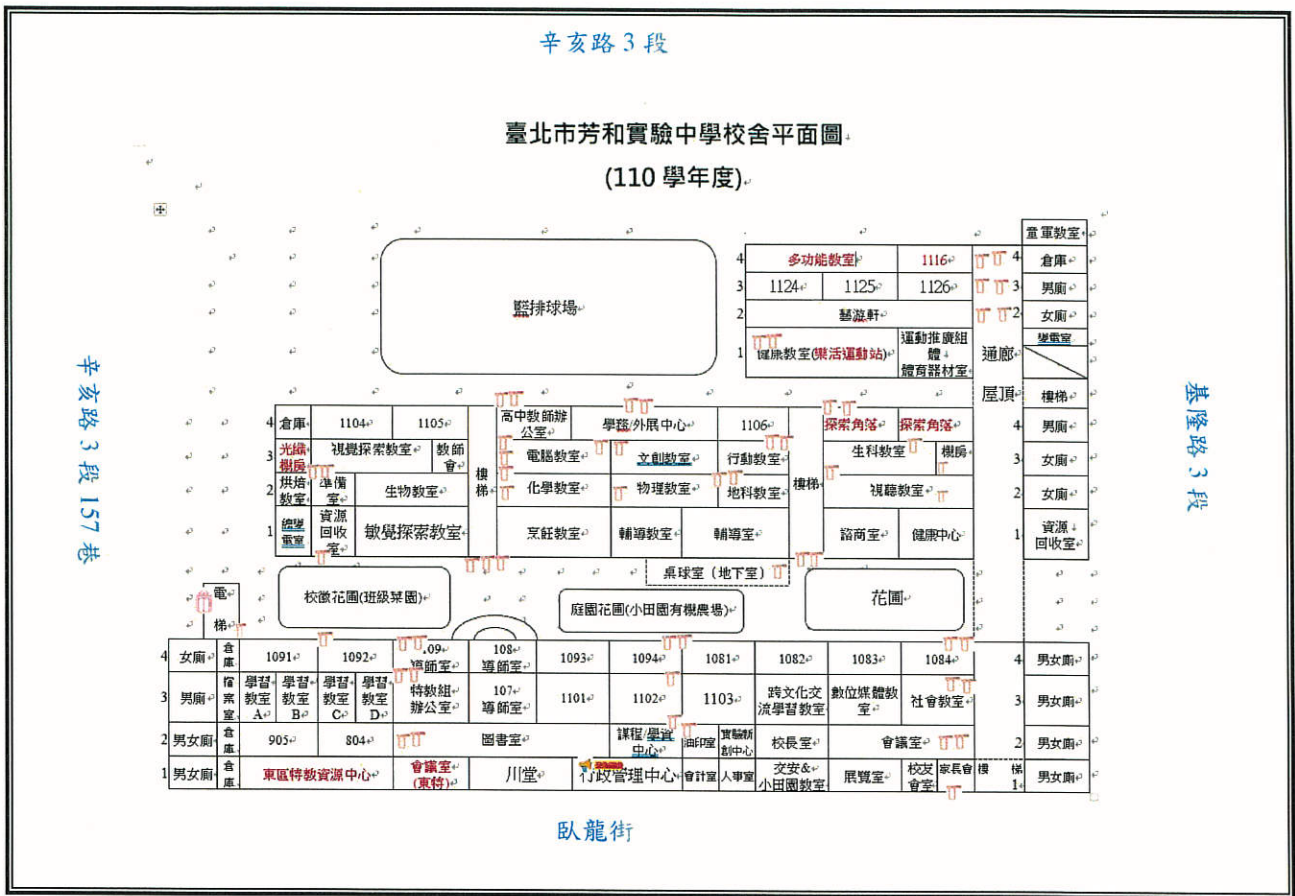 辛亥路 3 段
臺北市芳和實驗中學校舍平面圖
(110 學年度)
童軍教室
4 多功能教室 1116 4 倉庫
3 1124 1125 1126 3 男廁
籃排球場
2 藝游軒 2 女廁
變電室
1 健康教室(樂活運動站) 運動推廣組 體 體育器材室 通廊
屋頂 樓梯
辛亥路 3 段 157 巷
基隆路 3 段
4 倉庫 1104 1105 高中教師辦公室 學務/外展中心 1106 探索角落 探索角落 4 男廁
3 光纖機房 視覺探索教室 教師會 電腦教室 文創教室 行動教室 生科教室 機房 3 女廁
樓梯 樓梯
2 烘焙教室 準備室 生物教室 化學教室 物理教室 地科教室 視聽教室 2 女廁
1 總變電室 資源回收室 敏覺探索教室 烹飪教室 輔導教室 輔導室 諮商室 健康中心 1 資源回收室
桌球室（地下室）
電梯 校徽花圃(班級菜園) 庭園花圃(小田園有機農場) 花圃
4 女廁 倉庫 1091 1092 109導師室 108導師室 1093 1094 1081 1082 1083 1084 4 男女廁
3 男廁 檔案室 學習教室A 學習教室B 學習教室C 學習教室D 特教組辦公室 107導師室 1101 1102 1103 跨文化交流學習教室 數位媒體教室 社會教室 3 男女廁
2 男女廁 倉庫 905 804 圖書室 課程/學資中心 油印室 實驗創中心 校長室 會議室 2 男女廁
1 男女廁 倉庫 東區特教資源中心 會議室(東特) 川堂 行政管理中心 會計室 人事室 交安&小田園教室 展覽室 校友會室 家長會 樓梯 1 男女廁
臥龍街